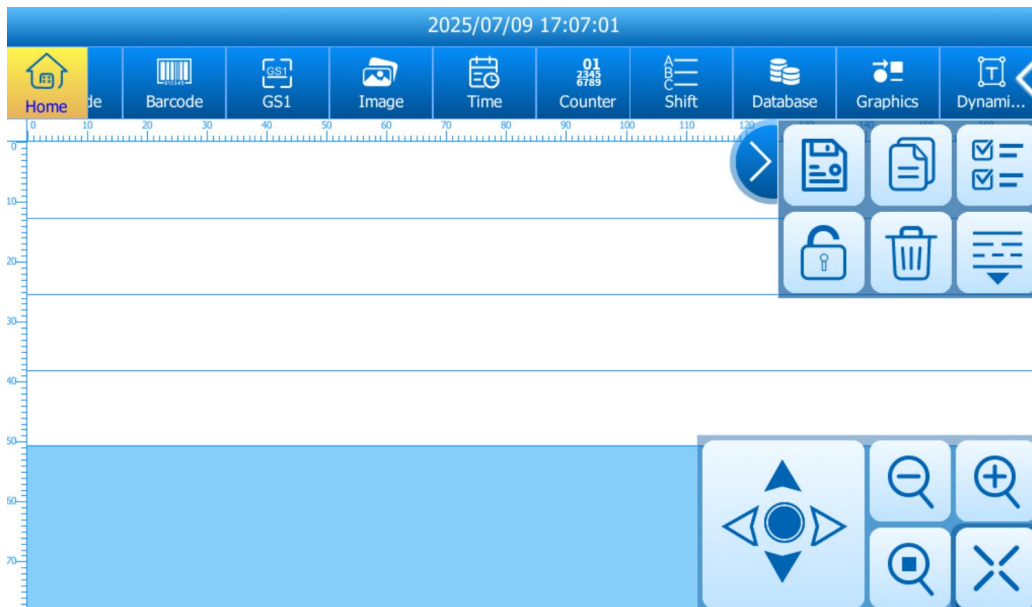 2025/07/09 17:07:01
Home de Barcode GS1 Image Time Counter Shift Database Graphics Dynami...
GS1
01
2345
6789
A
B
C
T
0 10 20 30 40 50 60 70 80 90 100 110 120
0
10
20
30
40
50
60
70